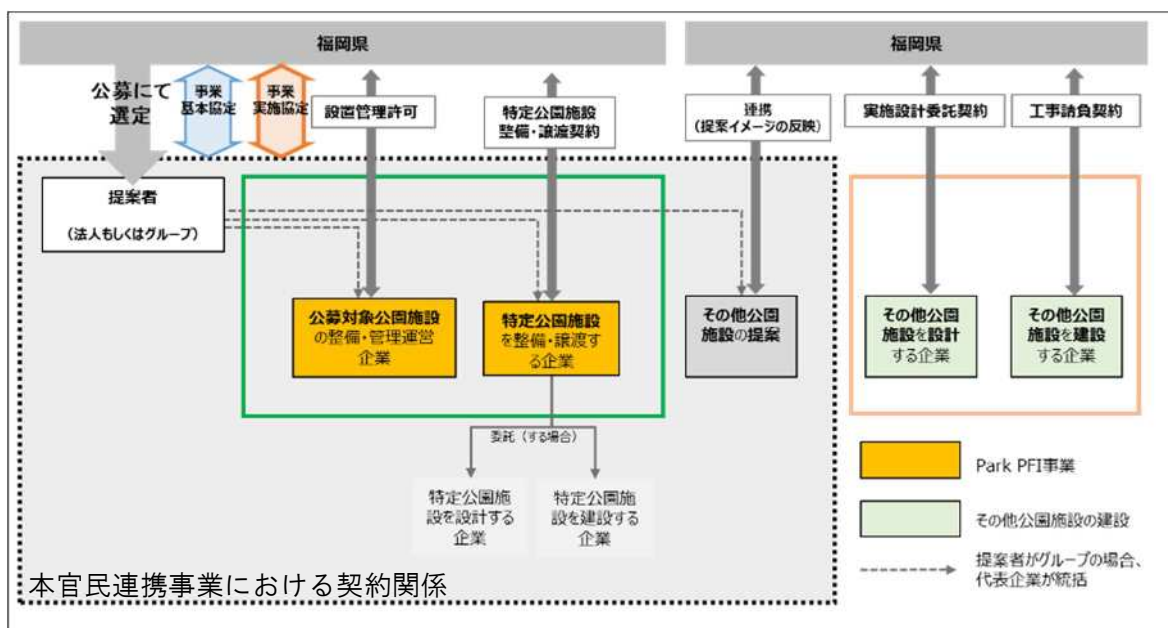 福岡県
福岡県
公募にて
選定
事業
基本協定
事業
実施協定
設置管理許可
特定公園施設
整備・譲渡契約
連携
(提案イメージの反映)
実施設計委託契約
工事請負契約
提案者
(法人もしくはグループ)
公募対象公園施設
の整備・管理運営
企業
特定公園施設
を整備・譲渡す
る企業
その他公園
施設の提案
その他公園
施設を設計
する企業
その他公園
施設を建設
する企業
委託(する場合)
特定公園施
設を設計する
企業
特定公園施
設を建設する
企業
Park PFI事業
その他公園施設の建設
提案者がグループの場合、
代表企業が統括
本官民連携事業における契約関係